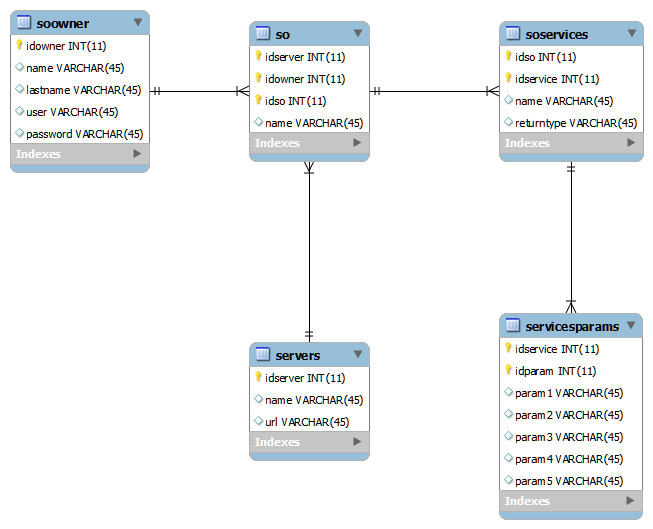 soowner
idowner INT(11)
name VARCHAR(45)
lastname VARCHAR(45)
user VARCHAR(45)
password VARCHAR(45)
Indexes
so
idserver INT(11)
idowner INT(11)
idso INT(11)
name VARCHAR(45)
Indexes
soservices
idso INT(11)
idservice INT(11)
name VARCHAR(45)
returntype VARCHAR(45)
Indexes
servers
idserver INT(11)
name VARCHAR(45)
url VARCHAR(45)
Indexes
servicesparams
idservice INT(11)
idparam INT(11)
param1 VARCHAR(45)
param2 VARCHAR(45)
param3 VARCHAR(45)
param4 VARCHAR(45)
param5 VARCHAR(45)
Indexes